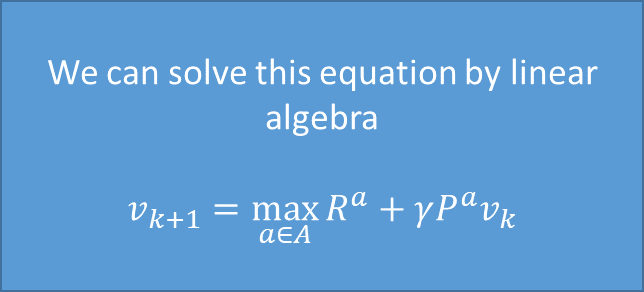 We can solve this equation by linear
algebra
v_{k+1} = \max_{a∈A} R^a + γP^a v_k